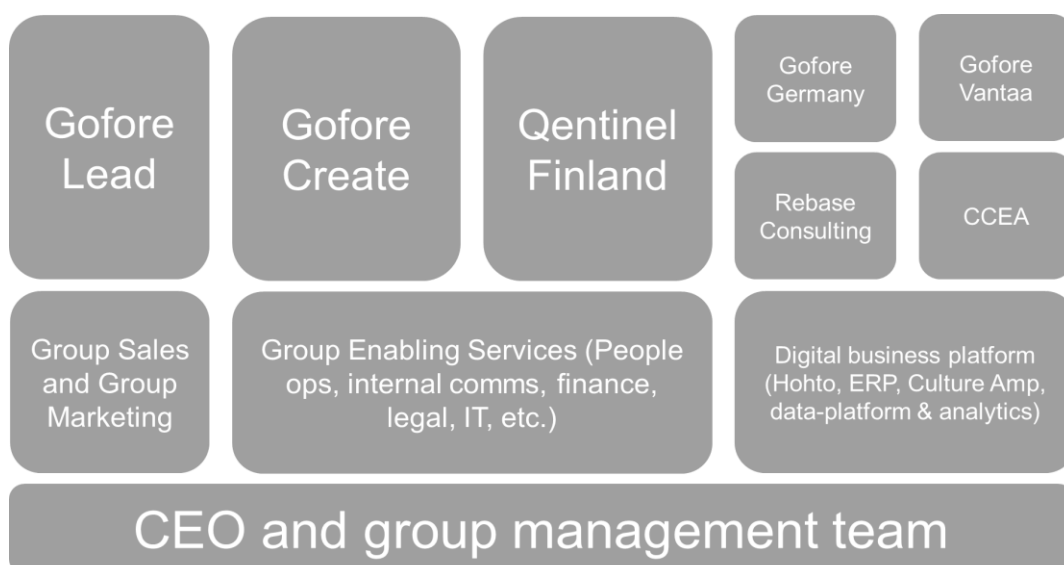 Gofore
Lead
Gofore
Create
Qentinel
Finland
Gofore
Germany
Gofore
Vantaa
Rebase
Consulting
CCEA
Group Sales
and Group
Marketing
Group Enabling Services (People
ops, internal comms, finance,
legal, IT, etc.)
Digital business platform
(Hohto, ERP, Culture Amp,
data-platform & analytics)
CEO and group management team